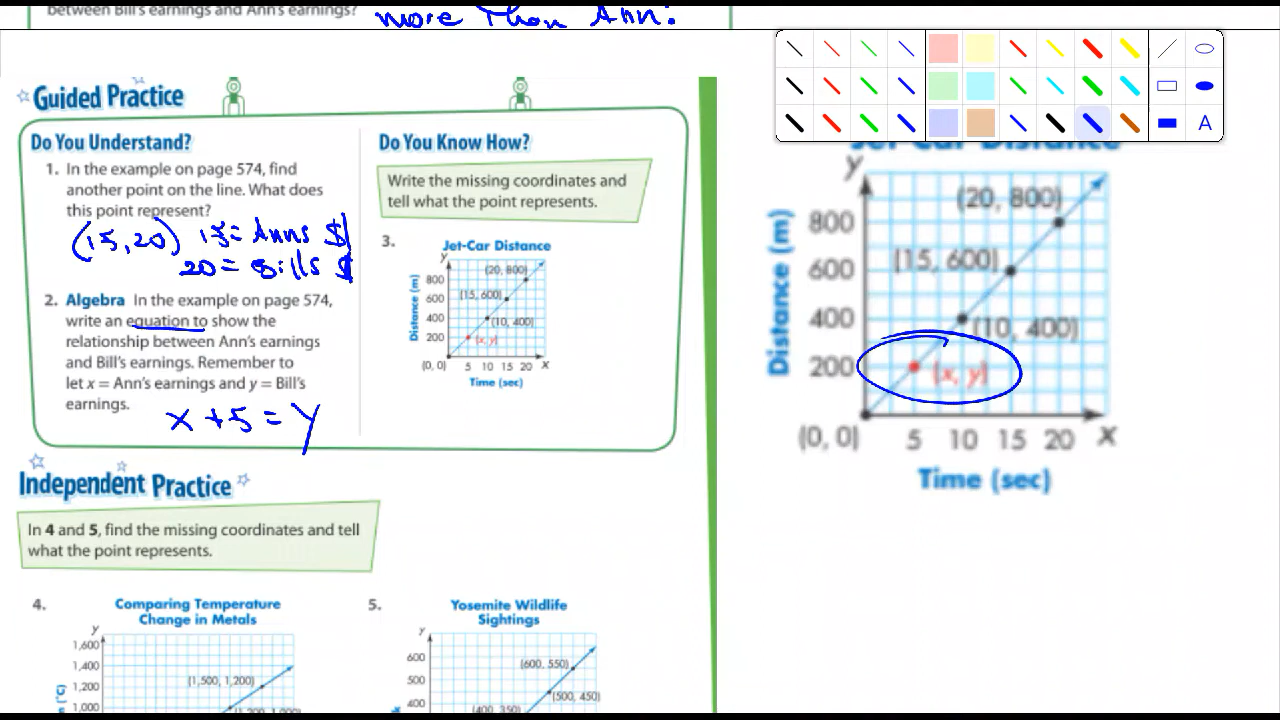 between Bill's earnings and Ann's earnings?
more Than Ann.
Guided Practice
Do You Understand?
1. In the example on page 574, find
another point on the line. What does
this point represent?
(15, 20) 15 = Anns $
20 = Bills $
2. Algebra In the example on page 574,
write an equation to show the
relationship between Ann's earnings
and Bill's earnings. Remember to
let x = Ann's earnings and y = Bill's
earnings.
x + 5 = y
Do You Know How?
Write the missing coordinates and
tell what the point represents.
3.
Jet-Car Distance
y
Distance (m)
800
600
400
200
(20, 800)
(15, 600)
(10, 400)
(x, y)
(0, 0) 5 10 15 20 x
Time (sec)
Independent Practice
In 4 and 5, find the missing coordinates and tell
what the point represents.
4.
Comparing Temperature
Change in Metals
y
1,600
1,400
1,200
1,000
(1,500, 1,200)
5.
Yosemite Wildlife
Sightings
y
600
500
400
(600, 550)
(500, 450)
(400, 350)
A
Jet-Car Distance
y
Distance (m)
800
600
400
200
(20, 800)
(15, 600)
(10, 400)
(x, y)
(0, 0) 5 10 15 20 x
Time (sec)